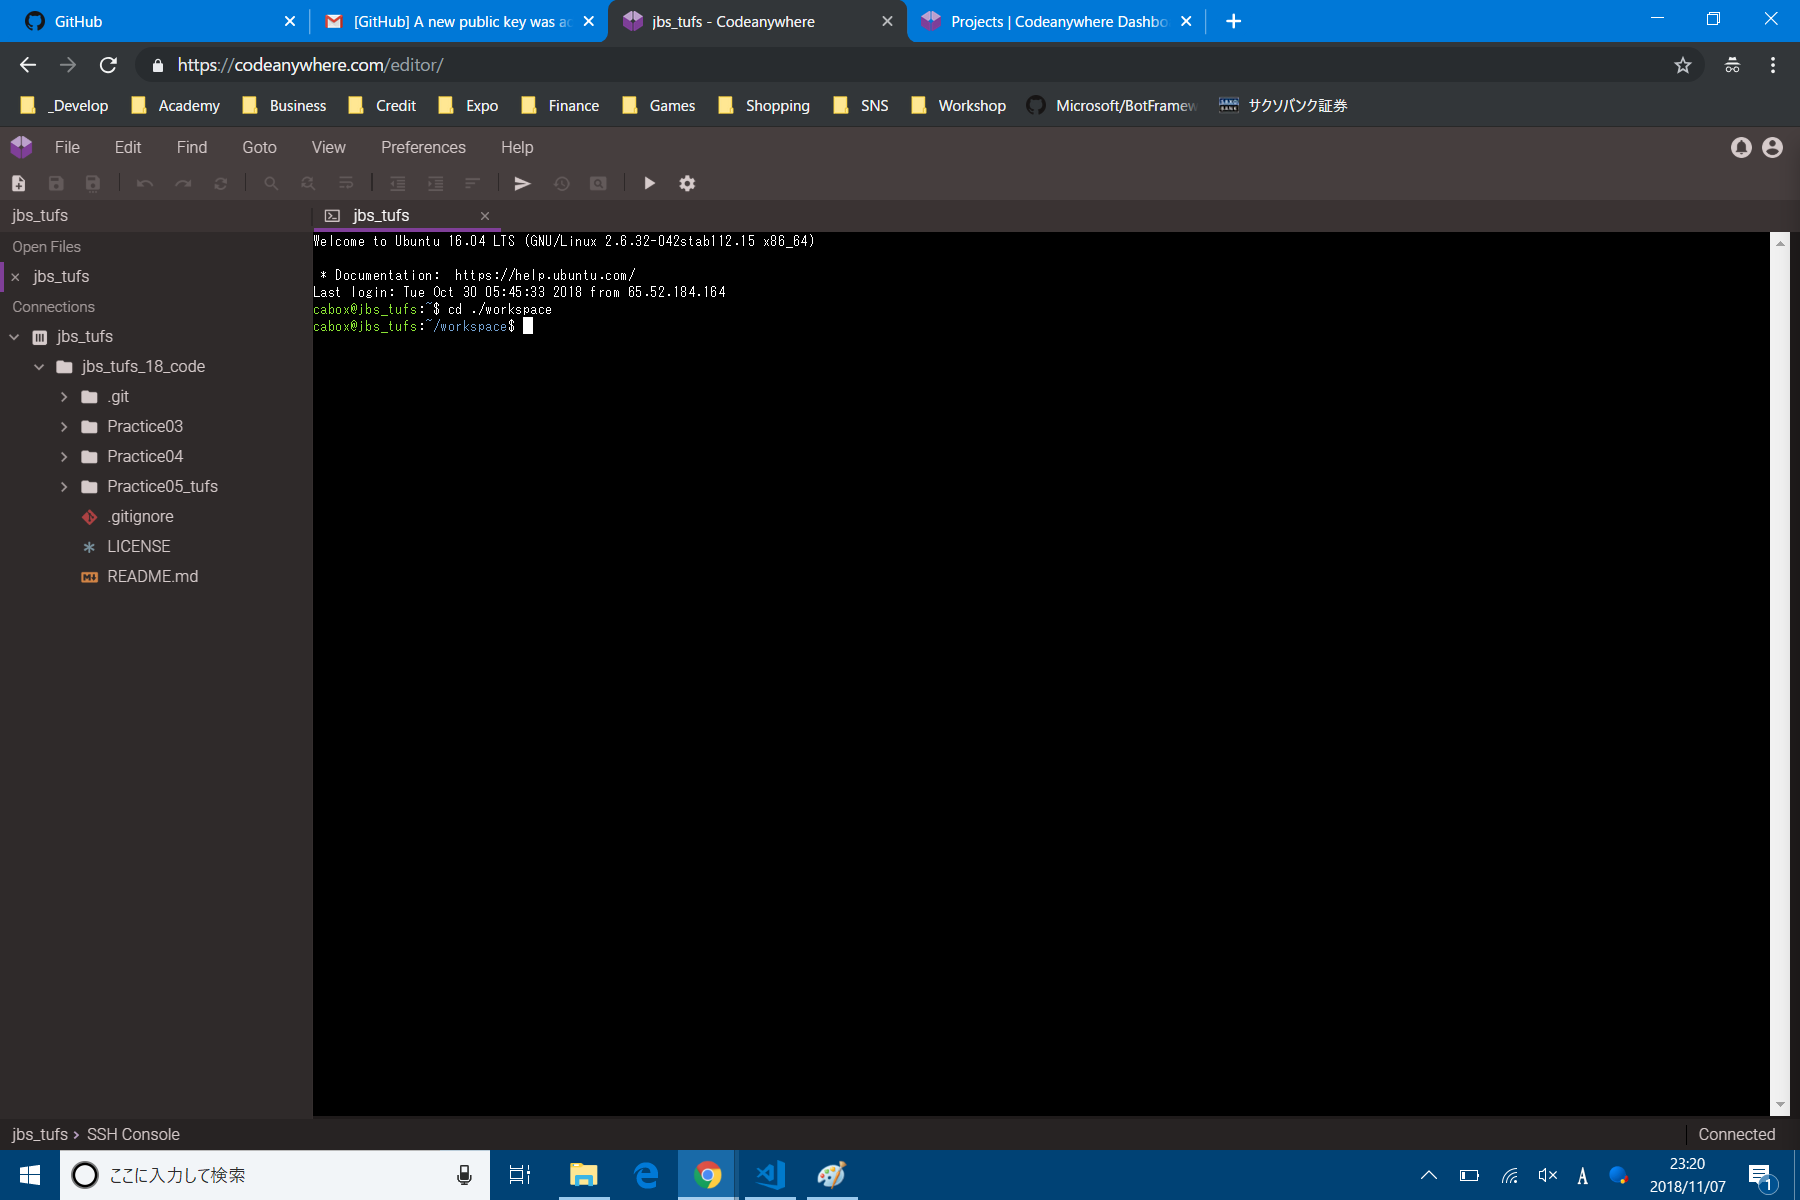 GitHub
[GitHub] A new public key was a
jbs_tufs - Codeanywhere
Projects | Codeanywhere Dashbo
https://codeanywhere.com/editor/
_Develop Academy Business Credit Expo Finance Games Shopping SNS Workshop Microsoft/BotFramew サクソバンク証券
File Edit Find Goto View Preferences Help
jbs_tufs
jbs_tufs
Open Files
jbs_tufs
Connections
jbs_tufs
jbs_tufs_18_code
.git
Practice03
Practice04
Practice05_tufs
.gitignore
LICENSE
README.md
Welcome to Ubuntu 16.04 LTS (GNU/Linux 2.6.32-042stab112.15 x86_64)
* Documentation:  https://help.ubuntu.com/
Last login: Tue Oct 30 05:45:33 2018 from 65.52.184.164
cabox@jbs_tufs:~$ cd ./workspace
cabox@jbs_tufs:~/workspace$
jbs_tufs › SSH Console
Connected
ここに入力して検索
A
23:20
2018/11/07
1